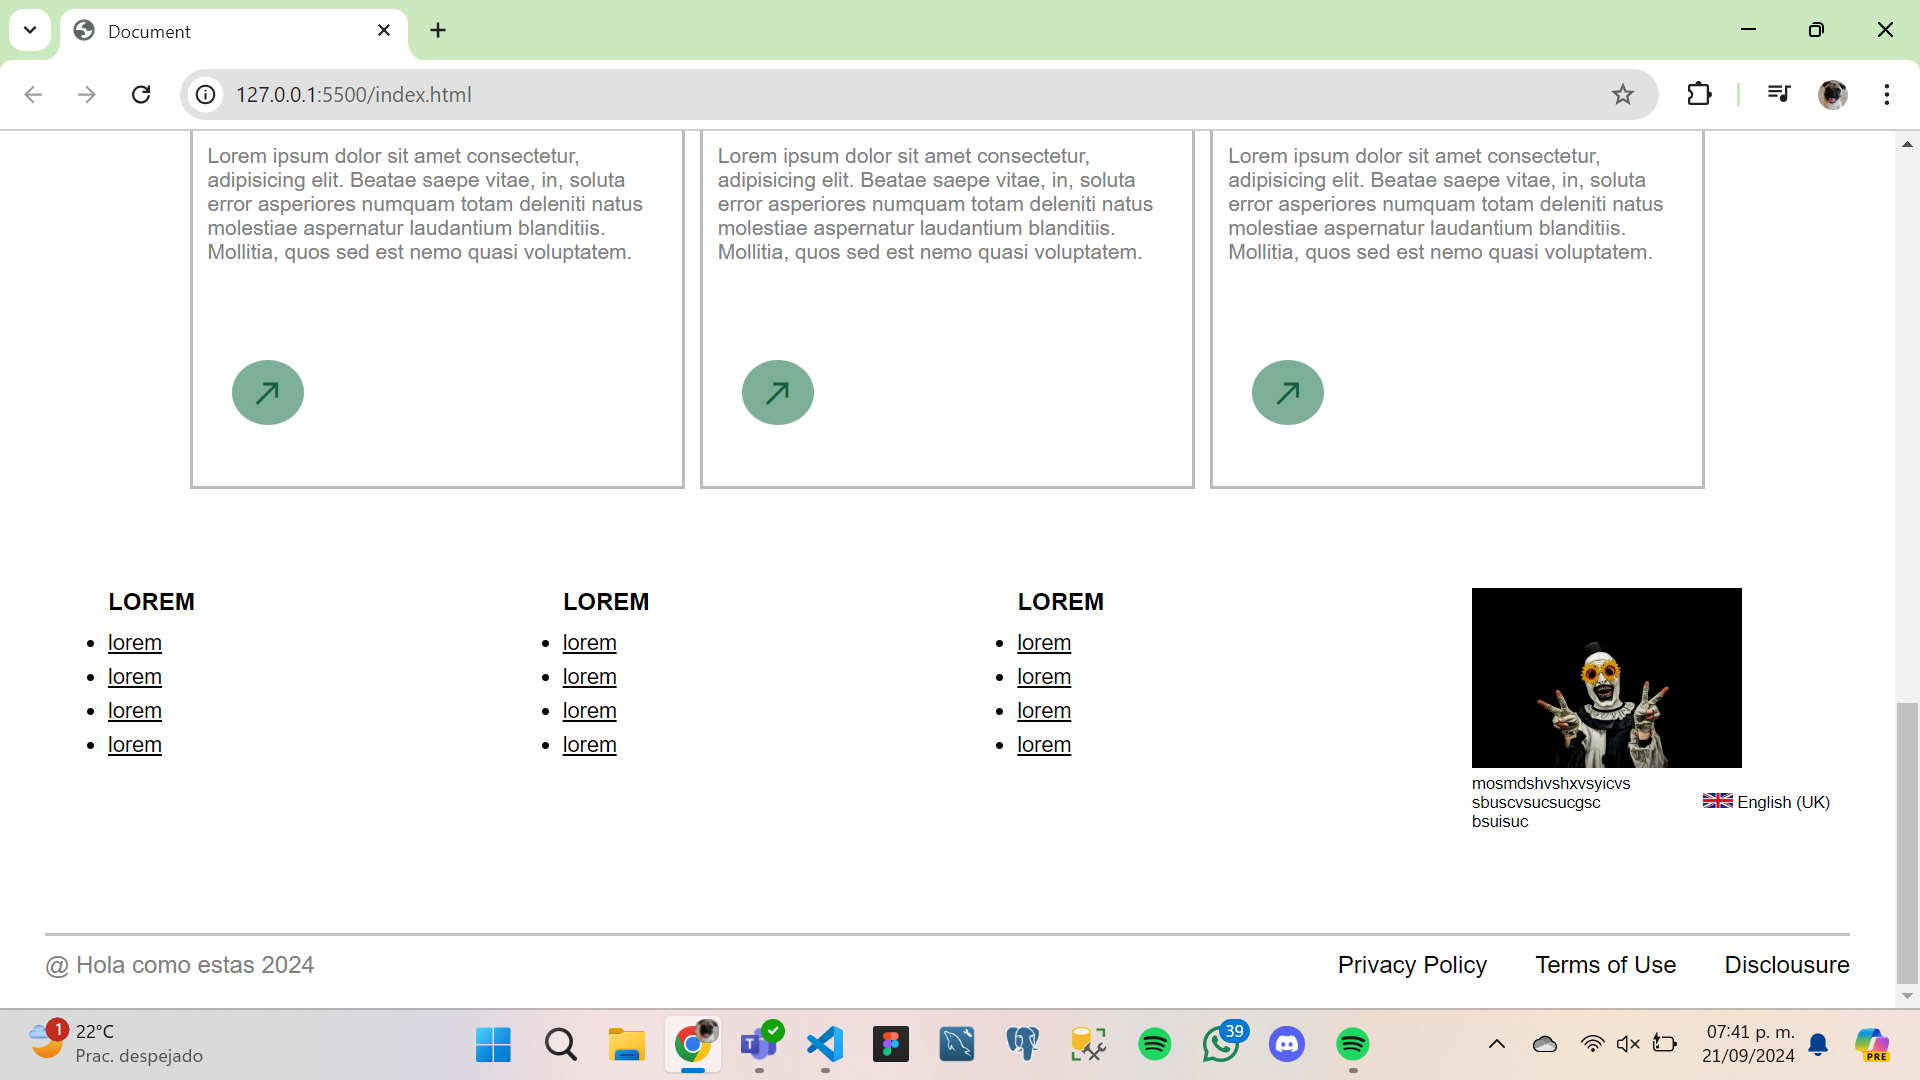 Document
127.0.0.1:5500/index.html
Lorem ipsum dolor sit amet consectetur,
adipisicing elit. Beatae saepe vitae, in, soluta
error asperiores numquam totam deleniti natus
molestiae aspernatur laudantium blanditiis.
Mollitia, quos sed est nemo quasi voluptatem.
Lorem ipsum dolor sit amet consectetur,
adipisicing elit. Beatae saepe vitae, in, soluta
error asperiores numquam totam deleniti natus
molestiae aspernatur laudantium blanditiis.
Mollitia, quos sed est nemo quasi voluptatem.
Lorem ipsum dolor sit amet consectetur,
adipisicing elit. Beatae saepe vitae, in, soluta
error asperiores numquam totam deleniti natus
molestiae aspernatur laudantium blanditiis.
Mollitia, quos sed est nemo quasi voluptatem.
LOREM
lorem
lorem
lorem
lorem
LOREM
lorem
lorem
lorem
lorem
LOREM
lorem
lorem
lorem
lorem
mosmdshvshxvsyicvs
sbuscvsucsucgsc
bsuisuc
English (UK)
@ Hola como estas 2024
Privacy Policy
Terms of Use
Disclousure
1
22°C
Prac. despejado
39
07:41 p. m.
21/09/2024
PRE